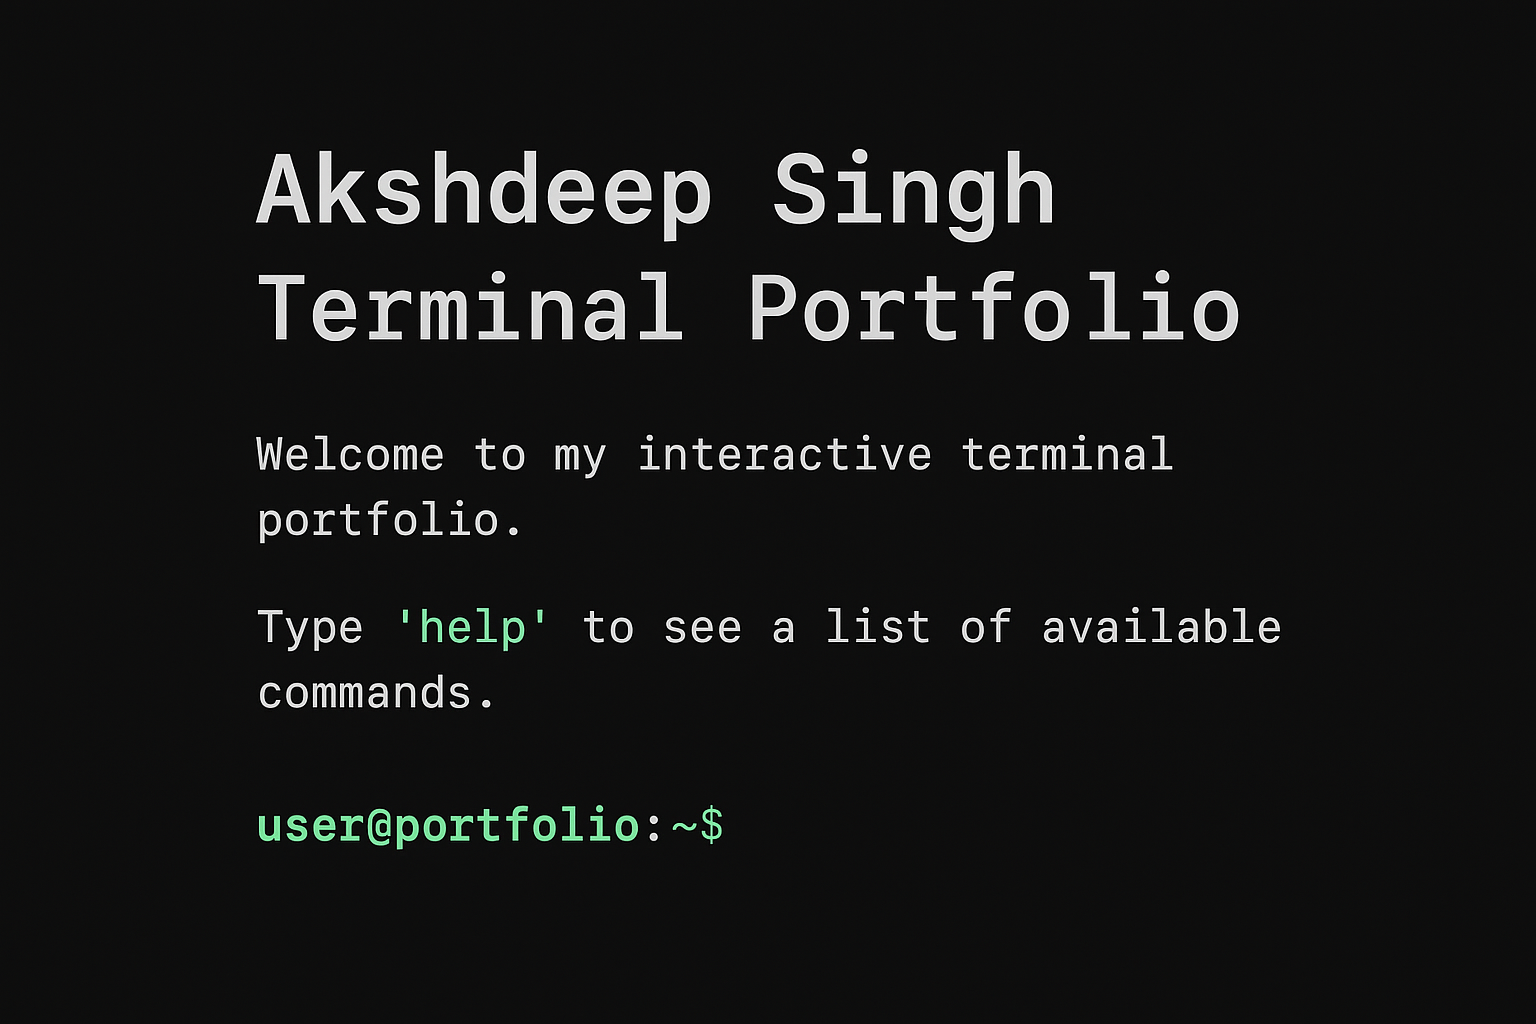 Akshdeep Singh
Terminal Portfolio
Welcome to my interactive terminal
portfolio.
Type 'help' to see a list of available
commands.
user@portfolio:~$